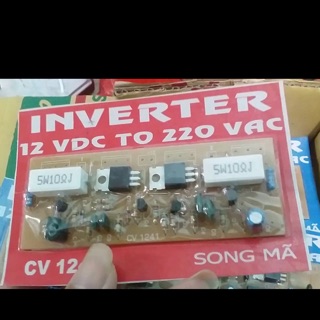 INVERTER
12 VDC TO 220 VAC
5W10ΩJ
5W10ΩJ
CV 1241
CV 12
SONG MÃ